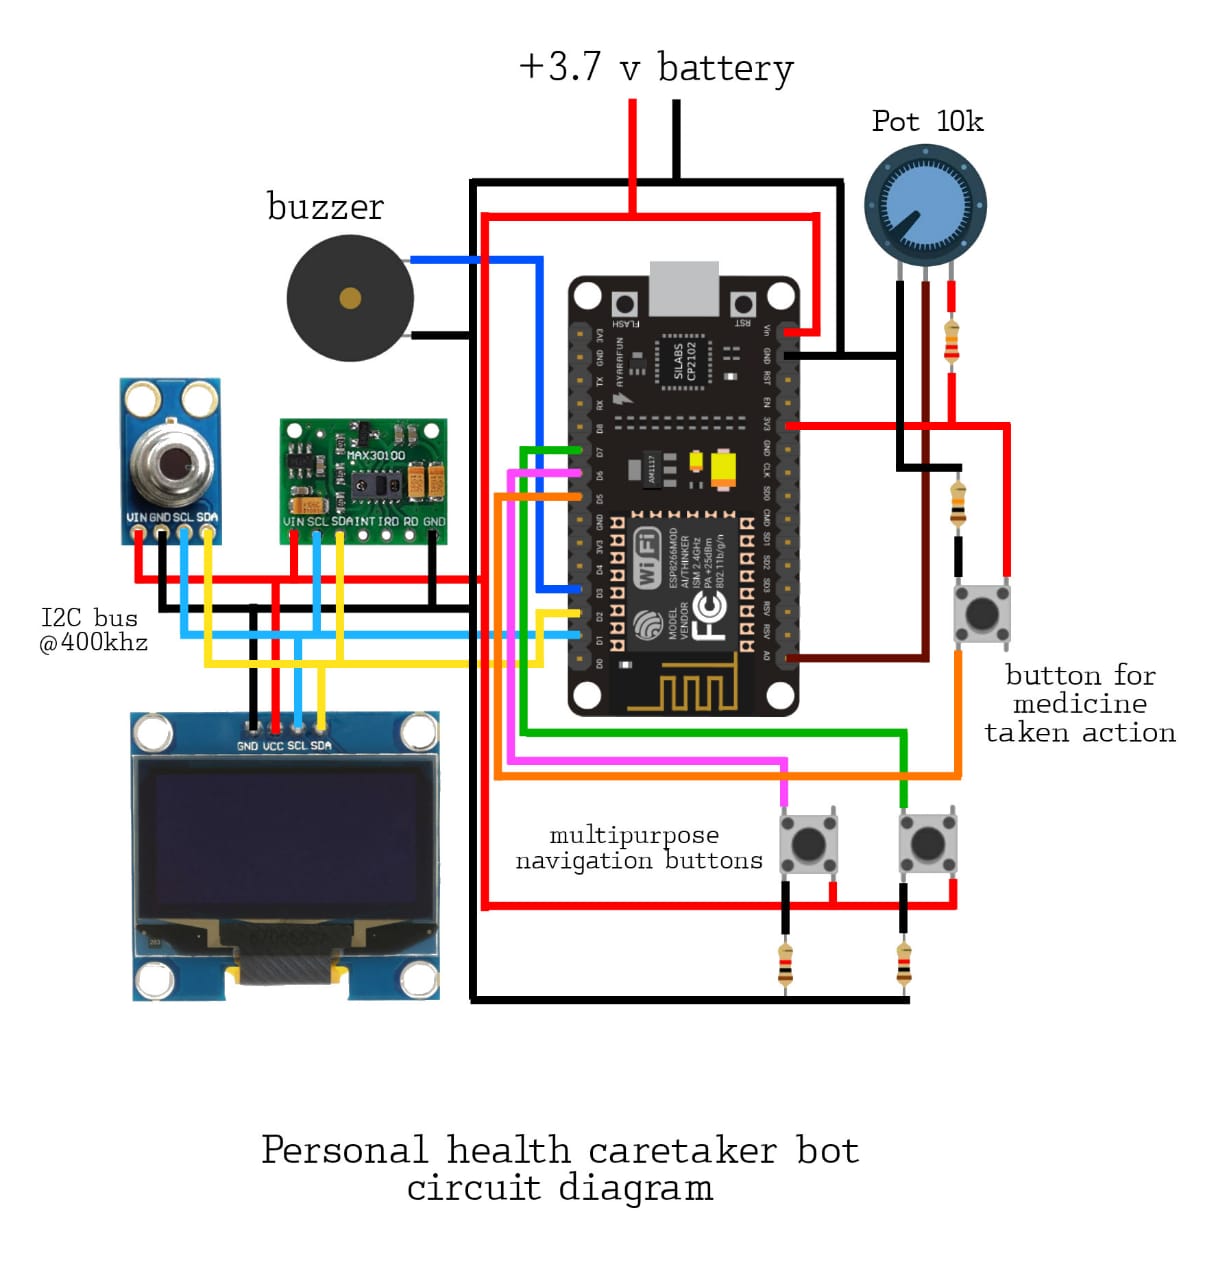 +3.7 v battery
Pot 10k
buzzer
FLASH
RST
3V3
GND
TX
RX
D8
D7
D6
D5
GND
3V3
D4
D3
D2
D1
D0
AYARAFUN
SILABS
CP2102
Vin
GND
RST
EN
3V3
GND
CLK
SD0
CMD
SD1
SD2
SD3
RSV
RSV
A0
AM1117
WiFi
MODEL
VENDOR
ESP8266MOD
AI/THINKER
ISM 2.4GHz
PA +25dBm
802.11b/g/n
FC
VIN GND SCL SDA
MAX30100
VIN SCL SDA INT IRD RD GND
I2C bus
@400khz
GND VCC SCL SDA
283
button for
medicine
taken action
multipurpose
navigation buttons
Personal health caretaker bot
circuit diagram